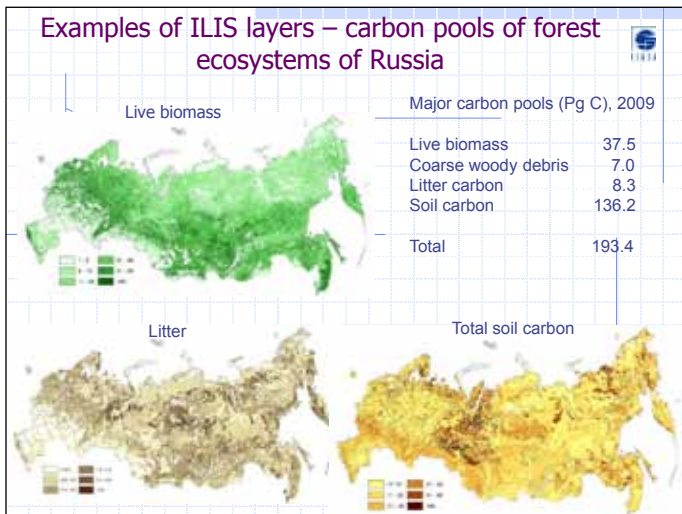 Examples of ILIS layers – carbon pools of forest
ecosystems of Russia
IIASA
Live biomass
Major carbon pools (Pg C), 2009
Live biomass 37.5
Coarse woody debris 7.0
Litter carbon 8.3
Soil carbon 136.2
Total 193.4
Litter
Total soil carbon